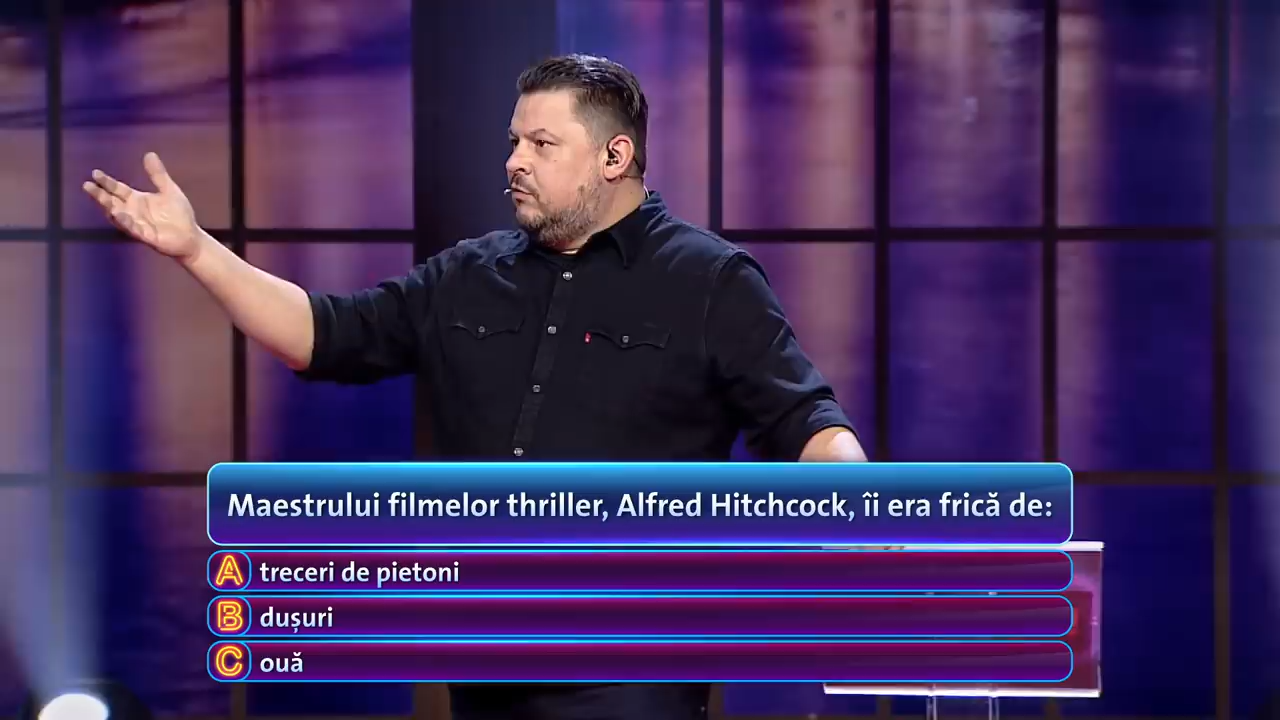 Maestrului filmelor thriller, Alfred Hitchcock, îi era frică de:
A treceri de pietoni
B dușuri
C ouă